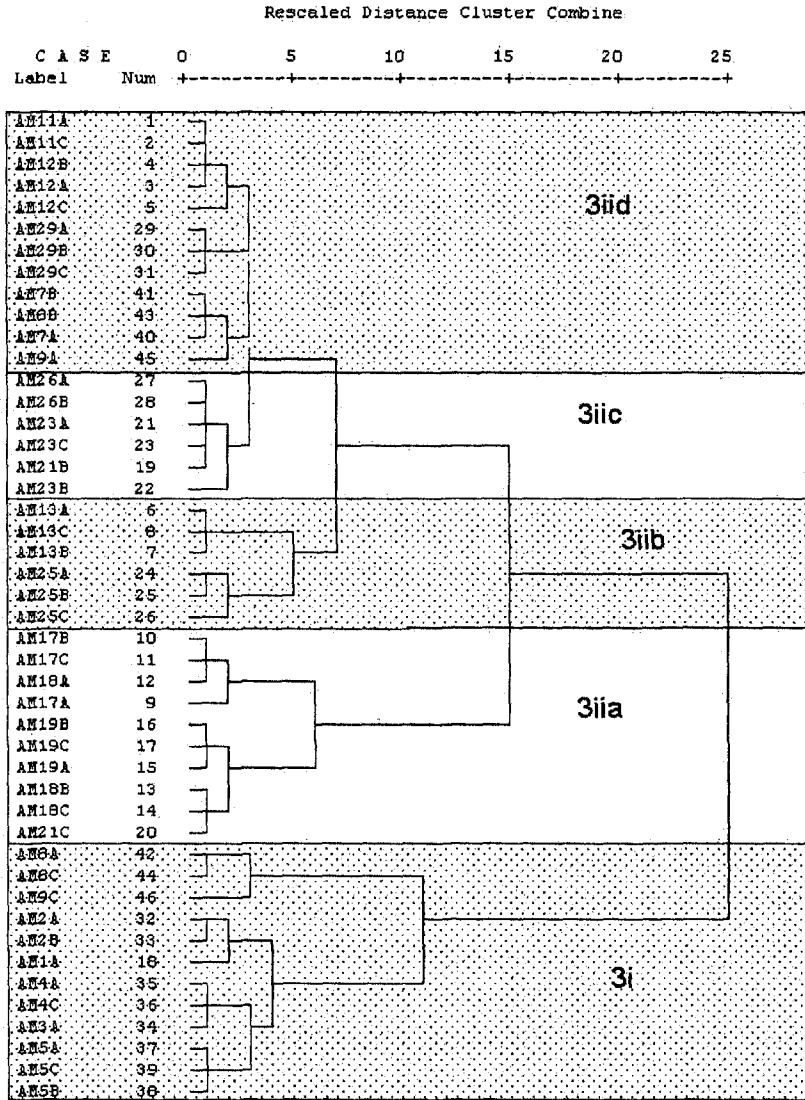 Rescaled Distance Cluster Combine
C A S E 0 5 10 15 20 25
Label Num +---------+---------+---------+---------+---------+
AM11A 1
AM11C 2
AM12B 4
AM12A 3
AM12C 5
3iid
AM29A 29
AM29B 30
AM29C 31
AM7B 41
AM8B 43
AM7A 40
AM9A 45
AM26A 27
AM26B 28
3iic
AM23A 21
AM23C 23
AM21B 19
AM23B 22
AM13A 6
AM13C 8
3iib
AM13B 7
AM25A 24
AM25B 25
AM25C 26
AM17B 10
AM17C 11
AM18A 12
AM17A 9
3iia
AM19B 16
AM19C 17
AM19A 15
AM18B 13
AM18C 14
AM21C 20
AM8A 42
AM8C 44
AM9C 46
AM2A 32
AM2B 33
AM1A 18
3i
AM4A 35
AM4C 36
AM3A 34
AM5A 37
AM5C 39
AM5B 38